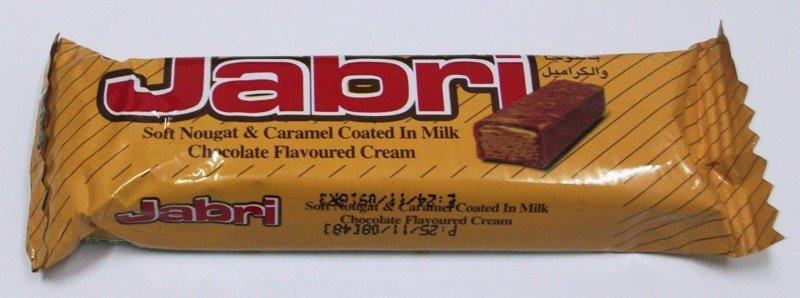 Jabri
والكراميل
Soft Nougat & Caramel Coated In Milk
Chocolate Flavoured Cream
Jabri
Soft Nougat & Caramel Coated In Milk
Chocolate Flavoured Cream